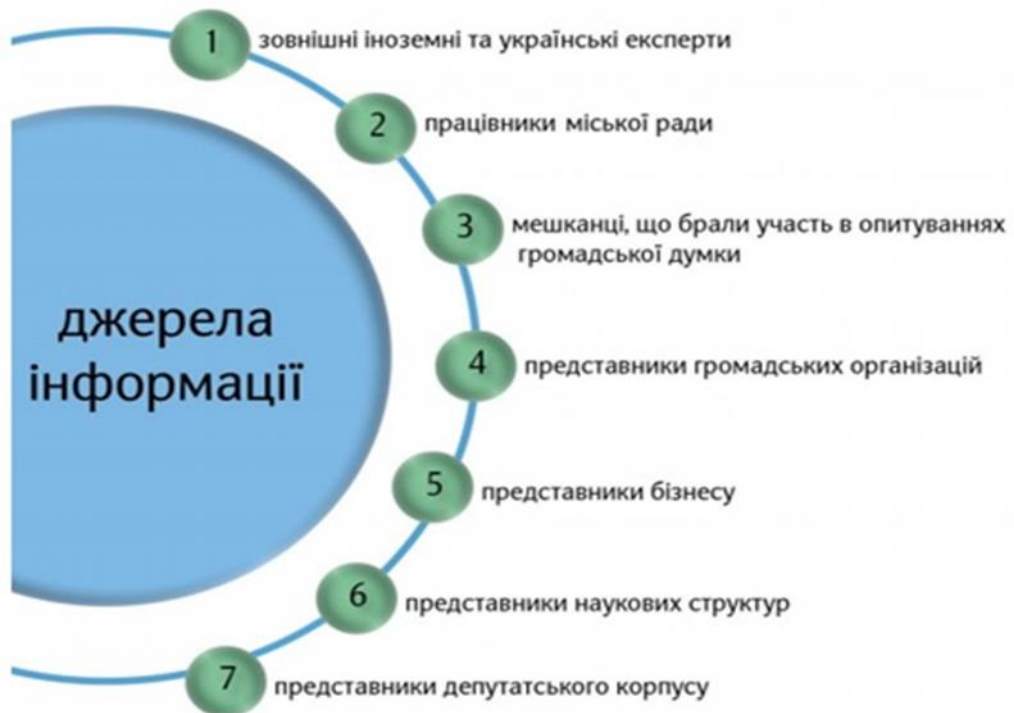 джерела
інформації
1 зовнішні іноземні та українські експерти
2 працівники міської ради
3 мешканці, що брали участь в опитуваннях
громадської думки
4 представники громадських організацій
5 представники бізнесу
6 представники наукових структур
7 представники депутатського корпусу